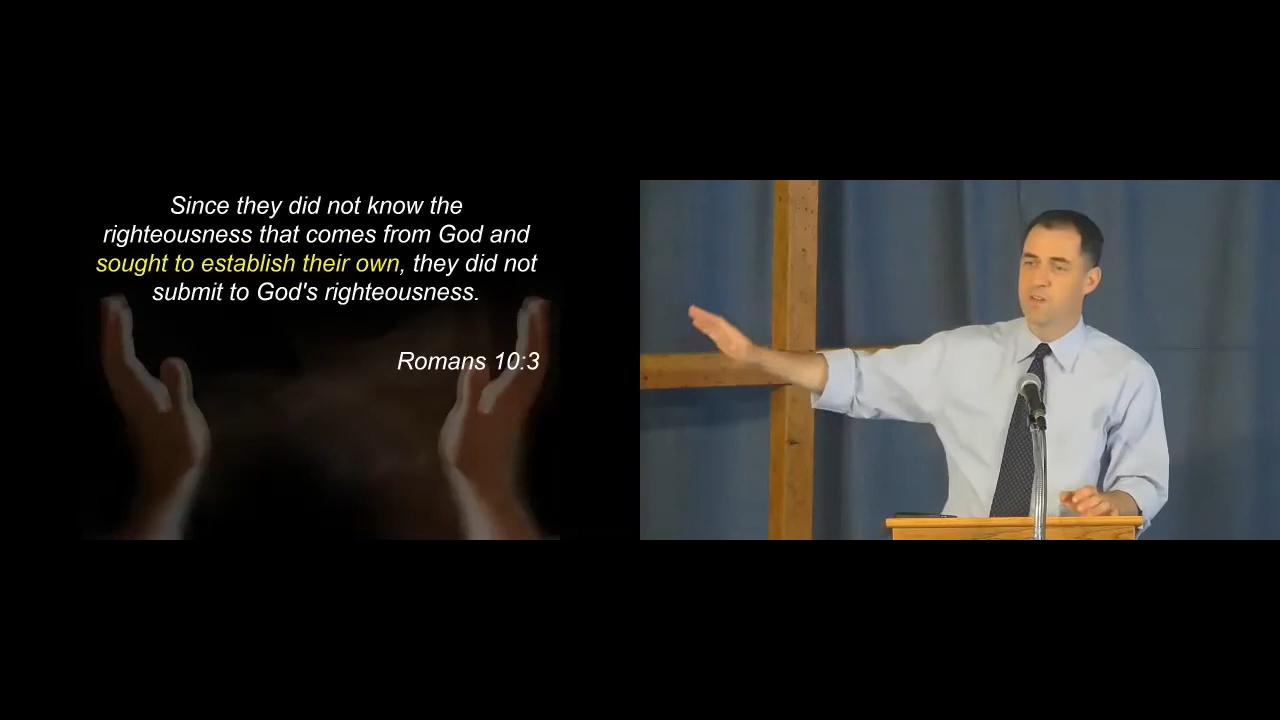 Since they did not know the
righteousness that comes from God and
sought to establish their own, they did not
submit to God's righteousness.
Romans 10:3